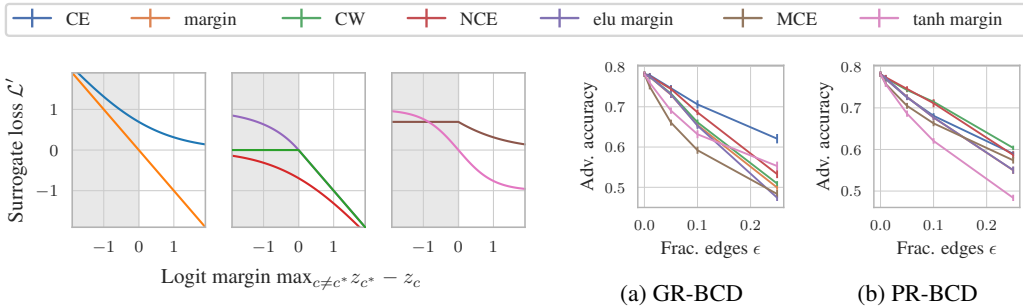 CE margin CW NCE elu margin MCE tanh margin
Surrogate loss ℒ′
1
0
−1
−1 0 1
−1 0 1
−1 0 1
Logit margin max_{c≠c*} z_{c*} − z_c
Adv. accuracy
0.8
0.7
0.6
0.5
0.0 0.1 0.2
Frac. edges ϵ
(a) GR-BCD
Adv. accuracy
0.8
0.7
0.6
0.5
0.0 0.1 0.2
Frac. edges ϵ
(b) PR-BCD